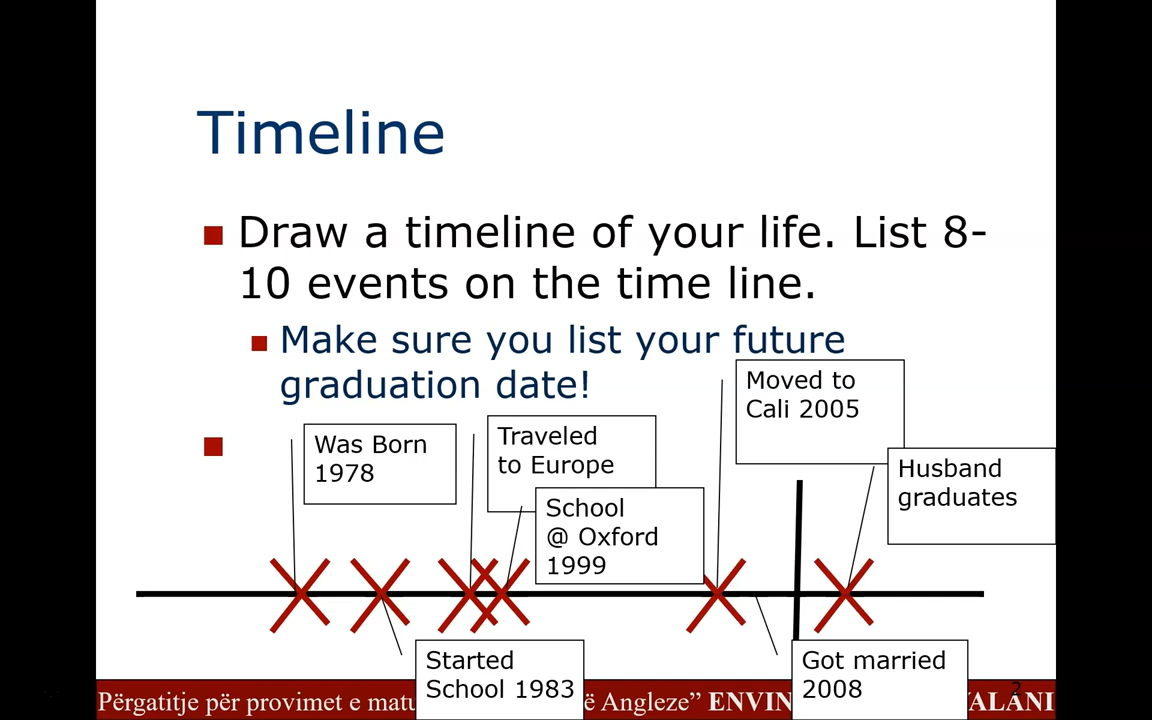 Timeline
Draw a timeline of your life. List 8-
10 events on the time line.
Make sure you list your future
graduation date!
Moved to
Cali 2005
Was Born
1978
Traveled
to Europe
Husband
graduates
School
@ Oxford
1999
Started
School 1983
Got married
2008
Përgatitje për provimet e matu
ë Angleze” ENVIN
VALANI
2